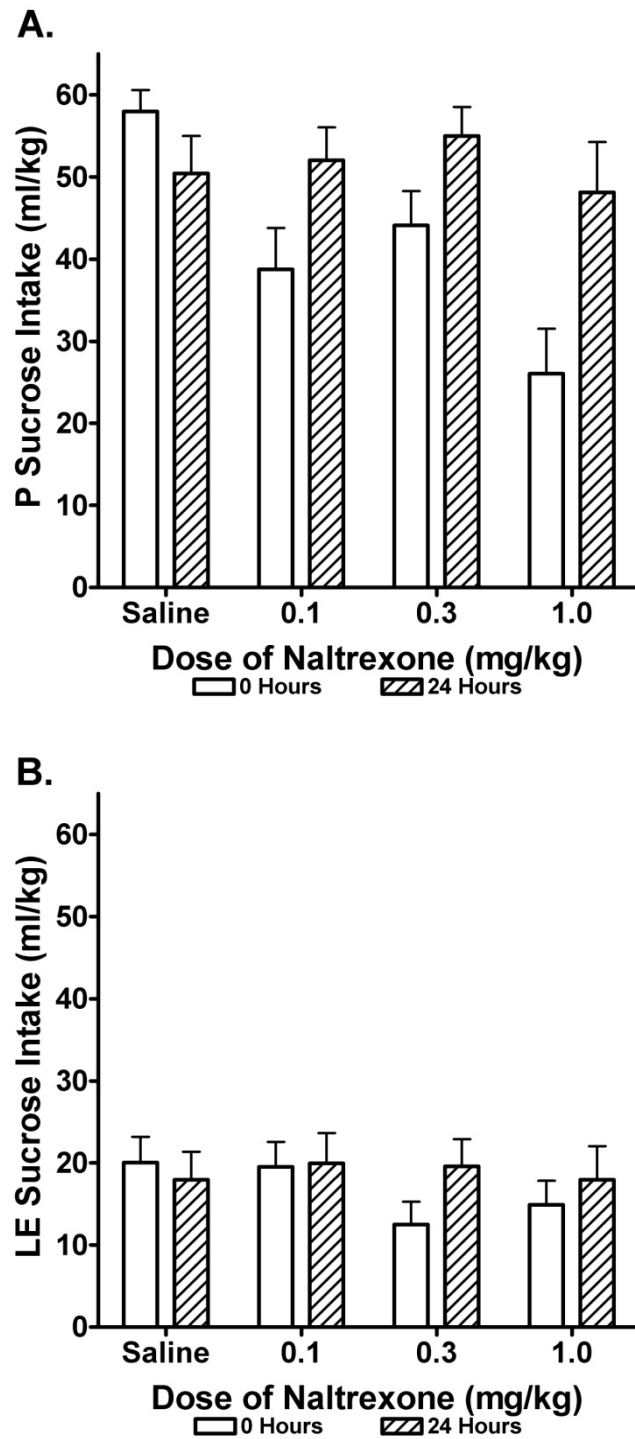 A.
P Sucrose Intake (ml/kg)
60
50
40
30
20
10
0
Saline 0.1 0.3 1.0
Dose of Naltrexone (mg/kg)
0 Hours 24 Hours
B.
LE Sucrose Intake (ml/kg)
60
50
40
30
20
10
0
Saline 0.1 0.3 1.0
Dose of Naltrexone (mg/kg)
0 Hours 24 Hours